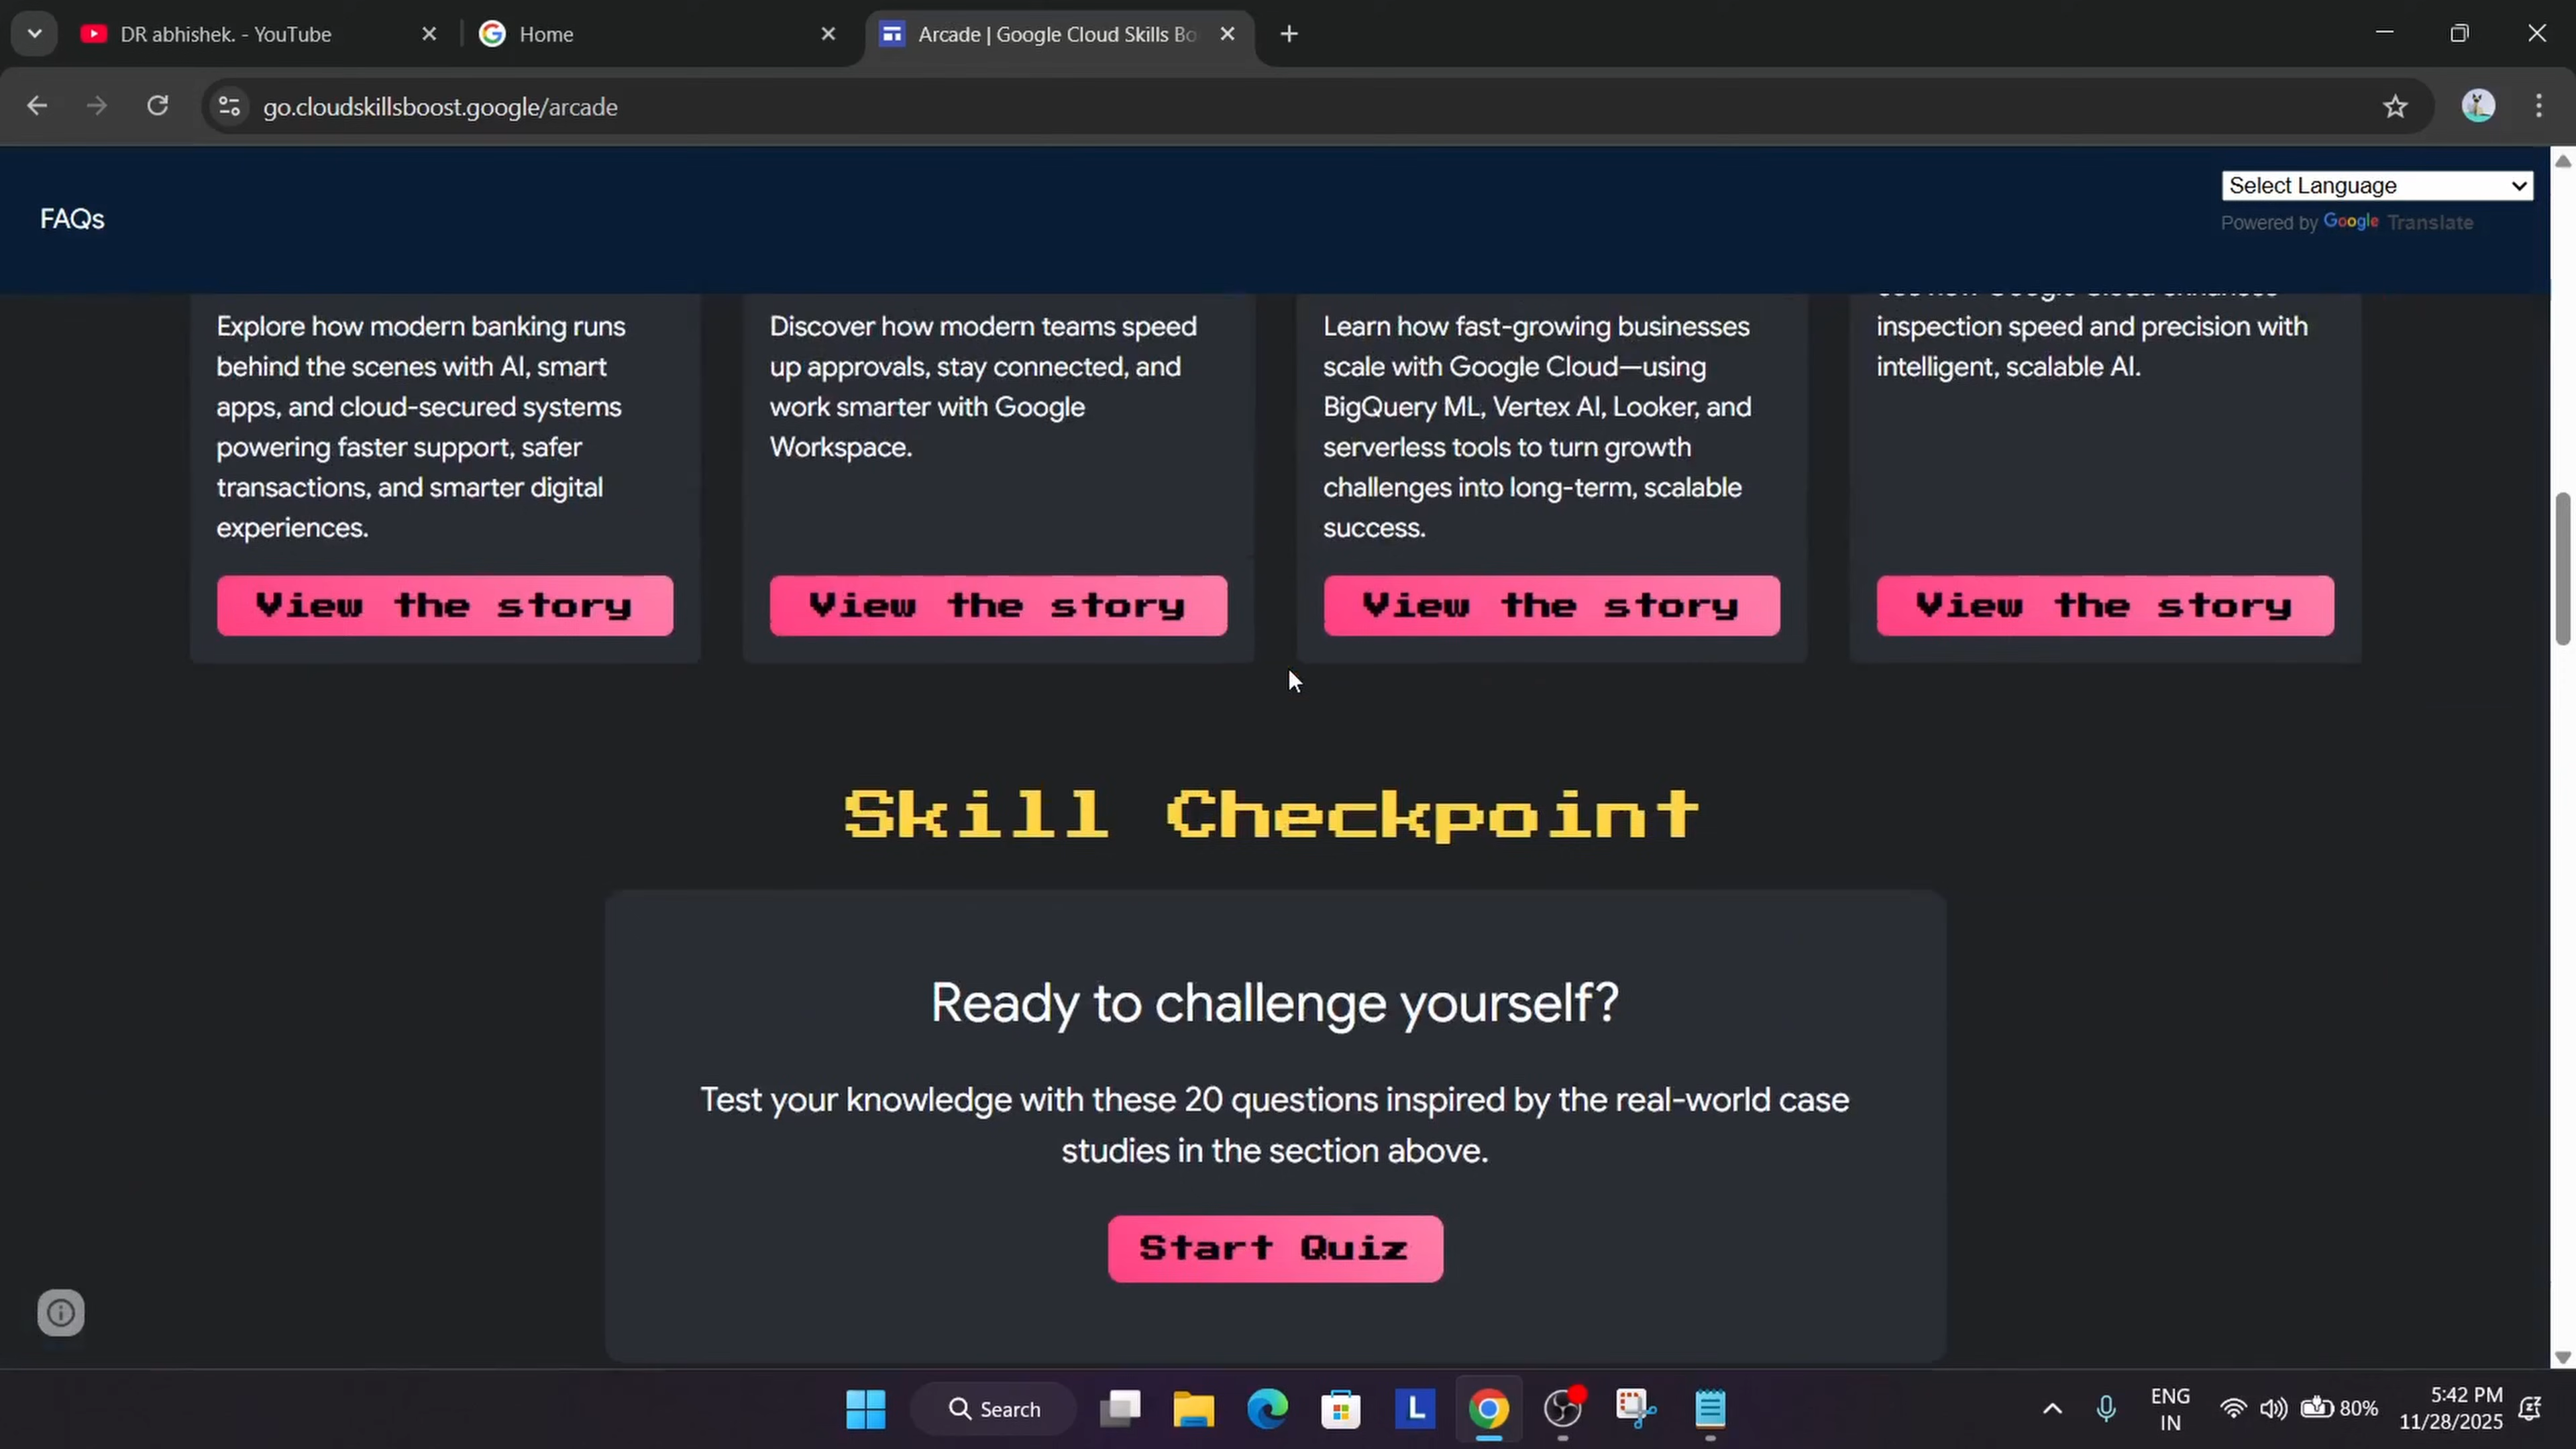 DR abhishek. - YouTube
Home
Arcade | Google Cloud Skills Bo
go.cloudskillsboost.google/arcade
FAQs
Select Language
Powered by Google Translate
Explore how modern banking runs
behind the scenes with AI, smart
apps, and cloud-secured systems
powering faster support, safer
transactions, and smarter digital
experiences.
View the story
Discover how modern teams speed
up approvals, stay connected, and
work smarter with Google
Workspace.
View the story
Learn how fast-growing businesses
scale with Google Cloud—using
BigQuery ML, Vertex AI, Looker, and
serverless tools to turn growth
challenges into long-term, scalable
success.
View the story
inspection speed and precision with
intelligent, scalable AI.
View the story
Skill Checkpoint
Ready to challenge yourself?
Test your knowledge with these 20 questions inspired by the real-world case
studies in the section above.
Start Quiz
Search
L
ENG
IN
80%
5:42 PM
11/28/2025